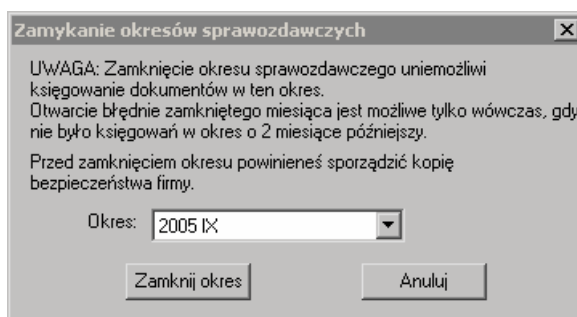 Zamykanie okresów sprawozdawczych
UWAGA: Zamknięcie okresu sprawozdawczego uniemożliwi
księgowanie dokumentów w ten okres.
Otwarcie błędnie zamkniętego miesiąca jest możliwe tylko wówczas, gdy
nie było księgowań w okres o 2 miesiące późniejszy.
Przed zamknięciem okresu powinieneś sporządzić kopię
bezpieczeństwa firmy.
Okres: 2005 IX
Zamknij okres Anuluj